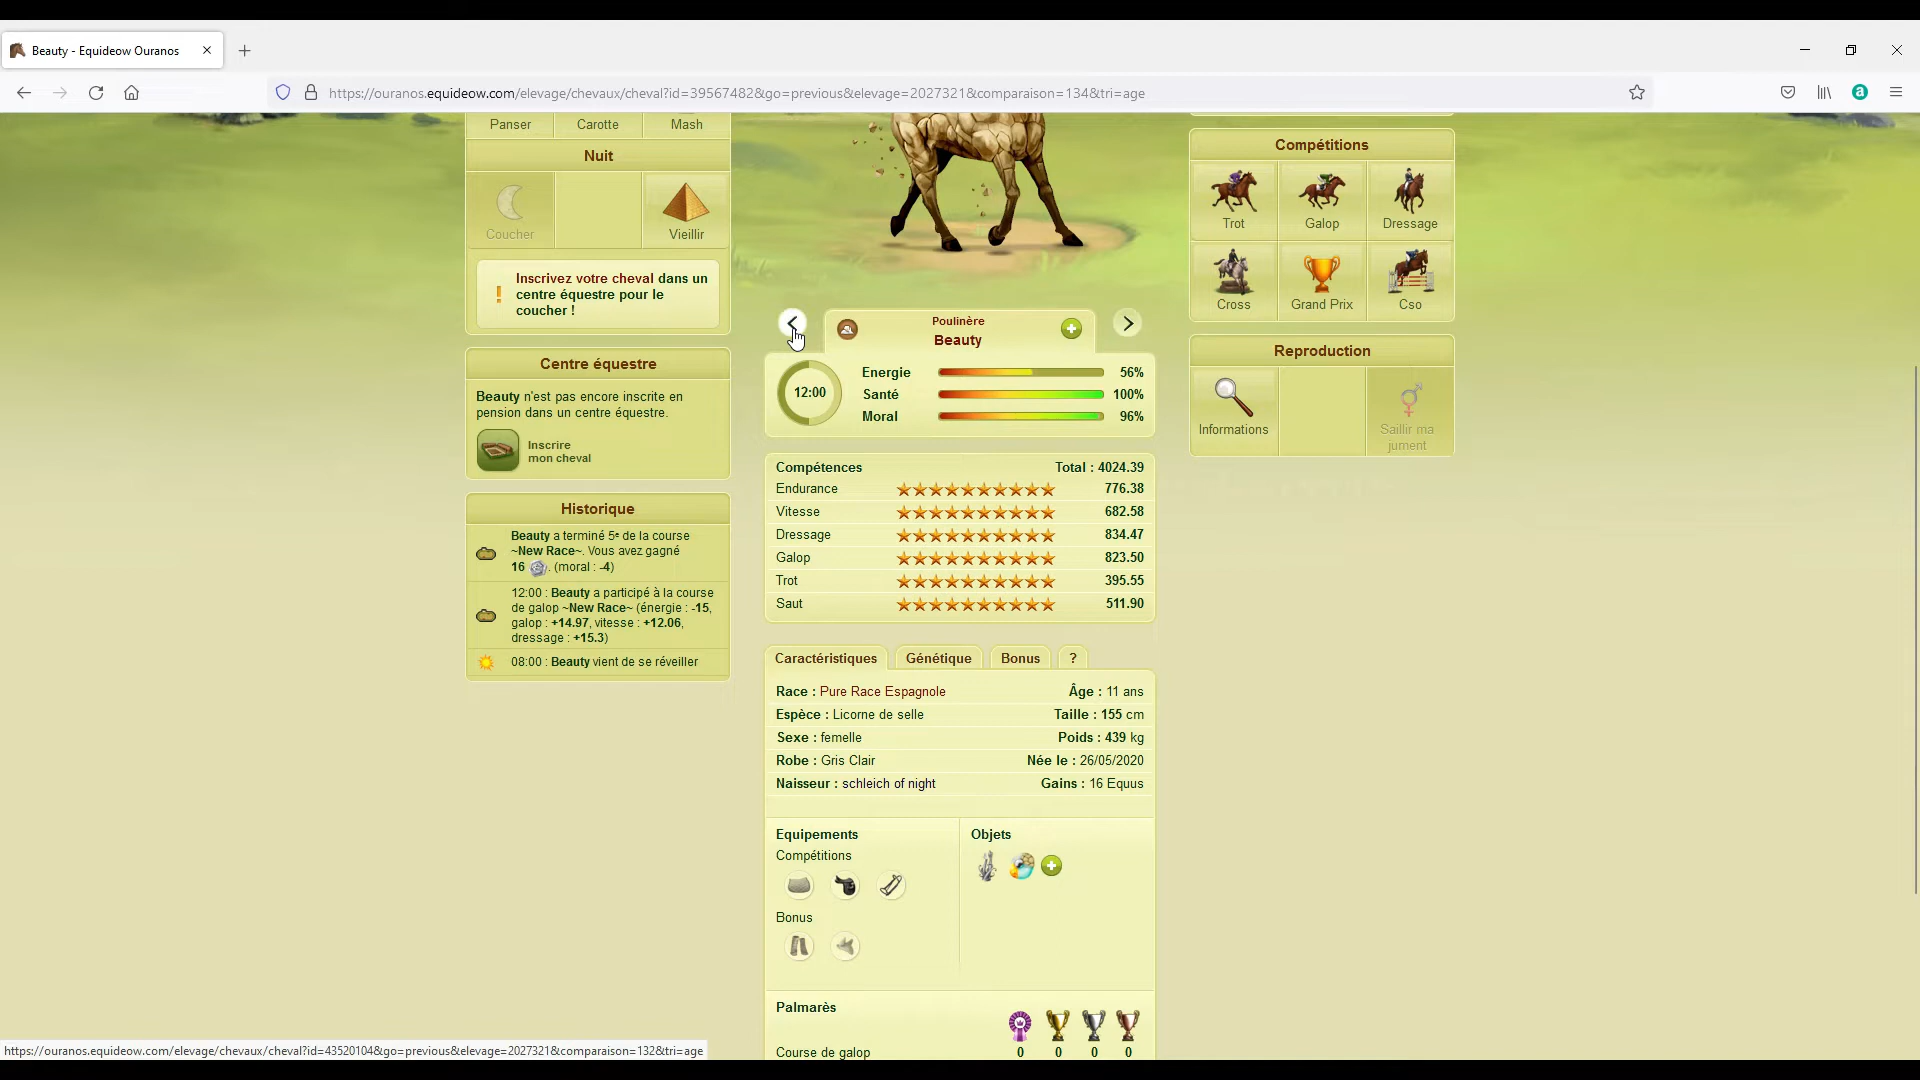 Beauty - Equideow Ouranos
https://ouranos.equideow.com/elevage/chevaux/cheval?id=39567482&go=previous&elevage=2027321&comparaison=134&tri=age
Panser Carotte Mash
Nuit
Coucher Vieillir
Inscrivez votre cheval dans un
centre équestre pour le
coucher !
Centre équestre
Beauty n'est pas encore inscrite en
pension dans un centre équestre.
Inscrire
mon cheval
Historique
Beauty a terminé 5e de la course
~New Race~. Vous avez gagné
16 . (moral : -4)
12:00 : Beauty a participé à la course
de galop ~New Race~ (énergie : -15,
galop : +14.97, vitesse : +12.06,
dressage : +15.3)
08:00 : Beauty vient de se réveiller
Poulinère
Beauty
12:00
Energie 56%
Santé 100%
Moral 96%
Compétences Total : 4024.39
Endurance 776.38
Vitesse 682.58
Dressage 834.47
Galop 823.50
Trot 395.55
Saut 511.90
Caractéristiques Génétique Bonus ?
Race : Pure Race Espagnole Âge : 11 ans
Espèce : Licorne de selle Taille : 155 cm
Sexe : femelle Poids : 439 kg
Robe : Gris Clair Née le : 26/05/2020
Naisseur : schleich of night Gains : 16 Equus
Equipements Objets
Compétitions
Bonus
Palmarès
Course de galop 0 0 0 0
Compétitions
Trot Galop Dressage
Cross Grand Prix Cso
Reproduction
Informations Saillir ma
jument
https://ouranos.equideow.com/elevage/chevaux/cheval?id=43520104&go=previous&elevage=2027321&comparaison=132&tri=age